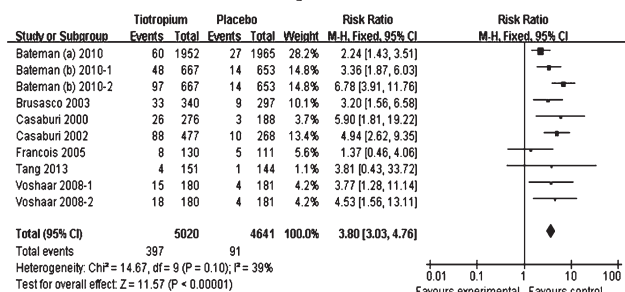 Tiotropium Placebo Risk Ratio Risk Ratio
Study or Subgroup Events Total Events Total Weight M-H, Fixed, 95% CI M-H, Fixed, 95% CI
Bateman (a) 2010 60 1952 27 1965 28.2% 2.24 [1.43, 3.51]
Bateman (b) 2010-1 48 667 14 653 14.8% 3.36 [1.87, 6.03]
Bateman (b) 2010-2 97 667 14 653 14.8% 6.78 [3.91, 11.76]
Brusasco 2003 33 340 9 297 10.0% 3.20 [1.56, 6.58]
Casaburi 2000 26 276 3 188 3.7% 5.90 [1.81, 19.22]
Casaburi 2002 88 477 10 268 13.4% 4.94 [2.62, 9.35]
Francois 2005 8 130 5 111 5.6% 1.37 [0.46, 4.06]
Tang 2013 4 151 1 144 1.1% 3.81 [0.43, 33.72]
Voshaar 2008-1 15 180 4 181 4.2% 3.77 [1.28, 11.14]
Voshaar 2008-2 18 180 4 181 4.2% 4.53 [1.56, 13.11]
Total (95% CI) 5020 4641 100.0% 3.80 [3.03, 4.76]
Total events 397 91
Heterogeneity: Chi² = 14.67, df = 9 (P = 0.10); I² = 39%
Test for overall effect: Z = 11.57 (P < 0.00001)
0.01 0.1 1 10 100
Favours experimental Favours control